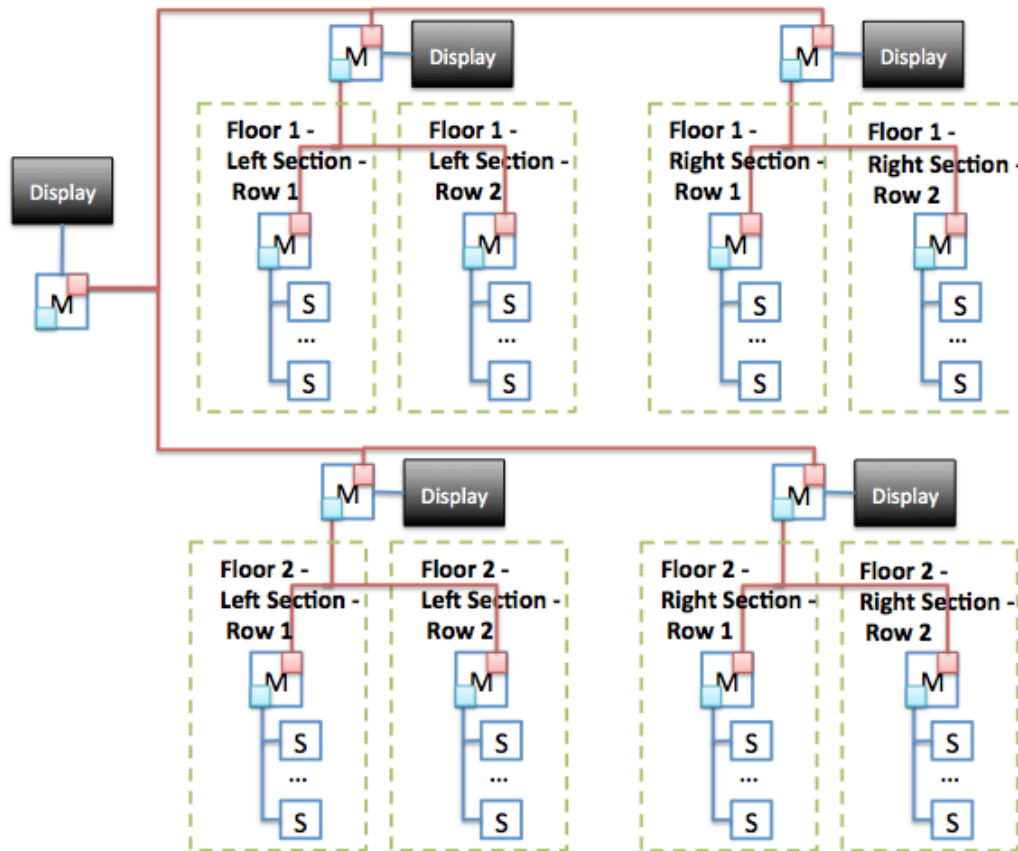 M
Display
M
Display
Floor 1 -
Left Section -
Row 1
Floor 1 -
Left Section -
Row 2
Floor 1 -
Right Section -
Row 1
Floor 1 -
Right Section -
Row 2
Display
M
M
S
...
S
M
S
...
S
M
S
...
S
M
S
...
S
M
Display
M
Display
Floor 2 -
Left Section -
Row 1
Floor 2 -
Left Section -
Row 2
Floor 2 -
Right Section -
Row 1
Floor 2 -
Right Section -
Row 2
M
S
...
S
M
S
...
S
M
S
...
S
M
S
...
S